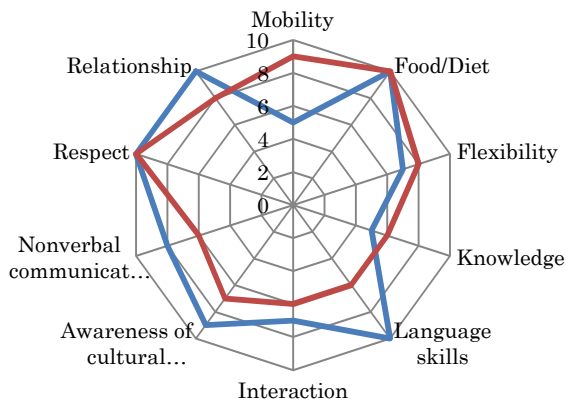 Mobility
10
Relationship
Food/Diet
8
6
Respect
Flexibility
4
2
0
Nonverbal
communicat…
Knowledge
Awareness of
cultural…
Language
skills
Interaction